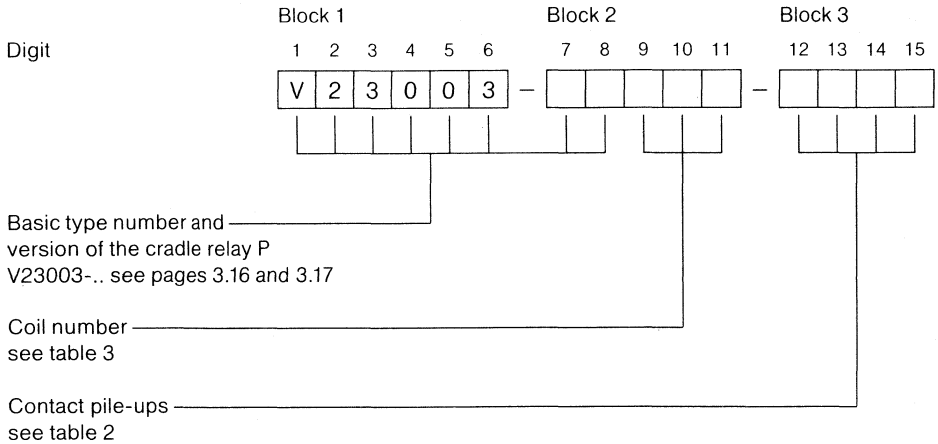 Block 1 Block 2 Block 3
Digit 1 2 3 4 5 6 7 8 9 10 11 12 13 14 15
V 2 3 0 0 3 – –
Basic type number and
version of the cradle relay P
V23003-.. see pages 3.16 and 3.17
Coil number
see table 3
Contact pile-ups
see table 2